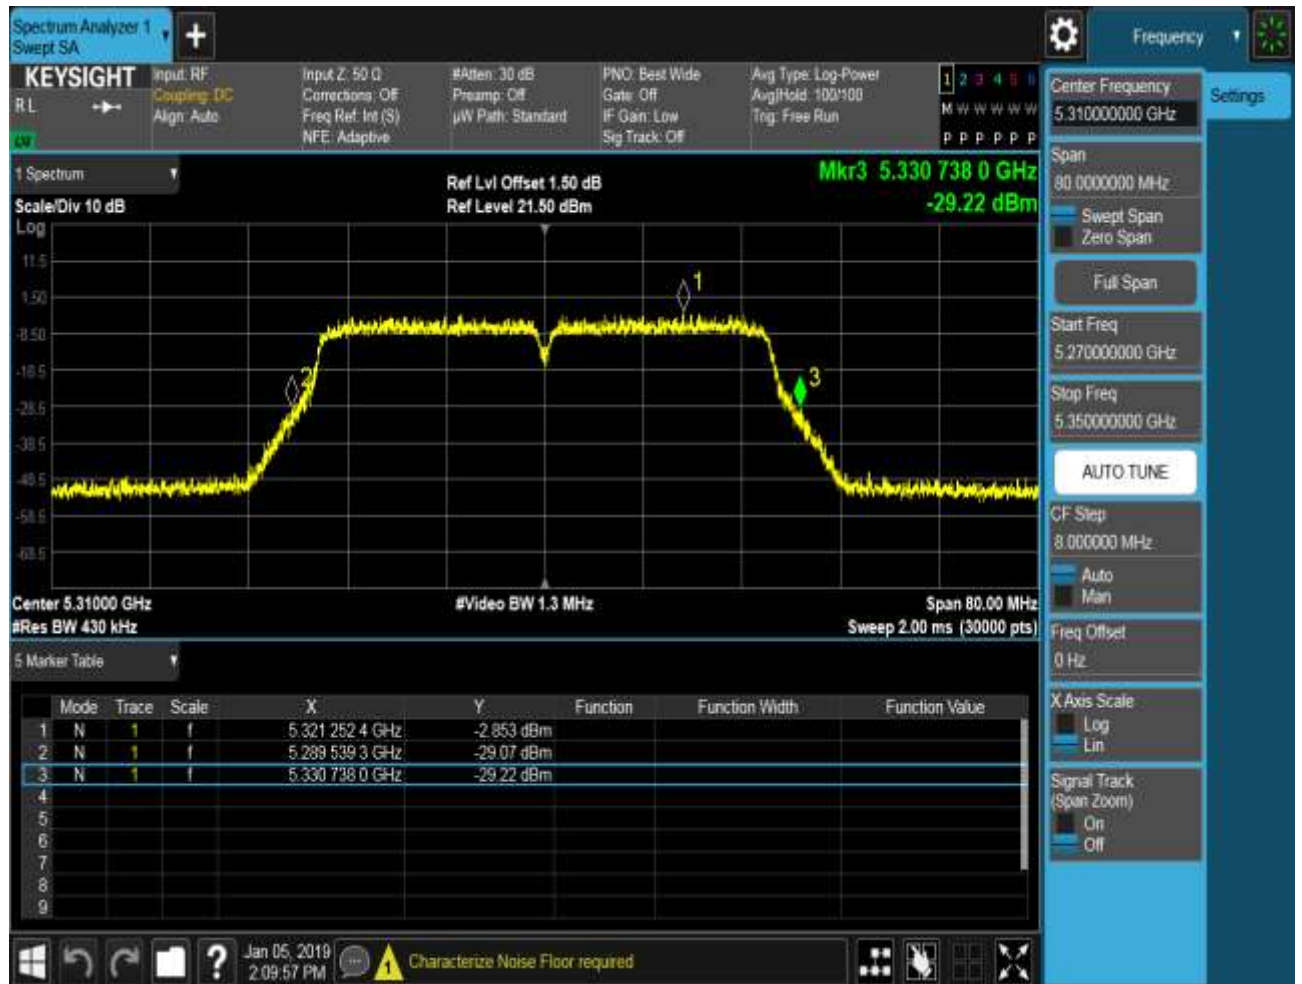 Spectrum Analyzer 1
Swept SA
Frequency
KEYSIGHT
RL
Input: RF
Coupling: DC
Align: Auto
Input Z: 50 Ω
Corrections: Off
Freq Ref: Int (S)
NFE: Adaptive
#Atten: 30 dB
Preamp: Off
µW Path: Standard
PNO: Best Wide
Gate: Off
IF Gain: Low
Sig Track: Off
Avg Type: Log-Power
Avg|Hold: 100/100
Trig: Free Run
1 2 3 4 5 6
M W W W W W
P P P P P P
1 Spectrum
Scale/Div 10 dB
Ref Lvl Offset 1.50 dB
Ref Level 21.50 dBm
Mkr3 5.330 738 0 GHz
-29.22 dBm
Log
11.5
1.50
-8.50
-18.5
-28.5
-38.5
-48.5
-58.5
-68.5
1
2
3
Center 5.31000 GHz
#Res BW 430 kHz
#Video BW 1.3 MHz
Span 80.00 MHz
Sweep 2.00 ms (30000 pts)
5 Marker Table
Mode Trace Scale X Y Function Function Width Function Value
1 N 1 f 5.321 252 4 GHz -2.853 dBm
2 N 1 f 5.289 539 3 GHz -29.07 dBm
3 N 1 f 5.330 738 0 GHz -29.22 dBm
4
5
6
7
8
9
Jan 05, 2019
2:09:57 PM
Characterize Noise Floor required
Center Frequency
5.310000000 GHz
Settings
Span
80.0000000 MHz
Swept Span
Zero Span
Full Span
Start Freq
5.270000000 GHz
Stop Freq
5.350000000 GHz
AUTO TUNE
CF Step
8.000000 MHz
Auto
Man
Freq Offset
0 Hz
X Axis Scale
Log
Lin
Signal Track
(Span Zoom)
On
Off